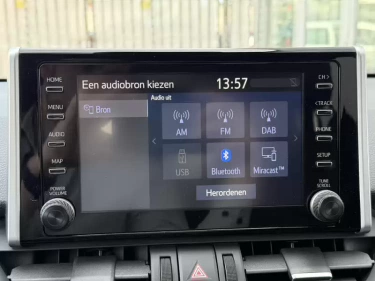 HOME
MENU
AUDIO
MAP
POWER
VOLUME
Een audiobron kiezen 13:57
Bron
Audio uit
AM FM DAB
USB Bluetooth Miracast™
Herordenen
CH >
< TRACK
PHONE
SETUP
TUNE
SCROLL